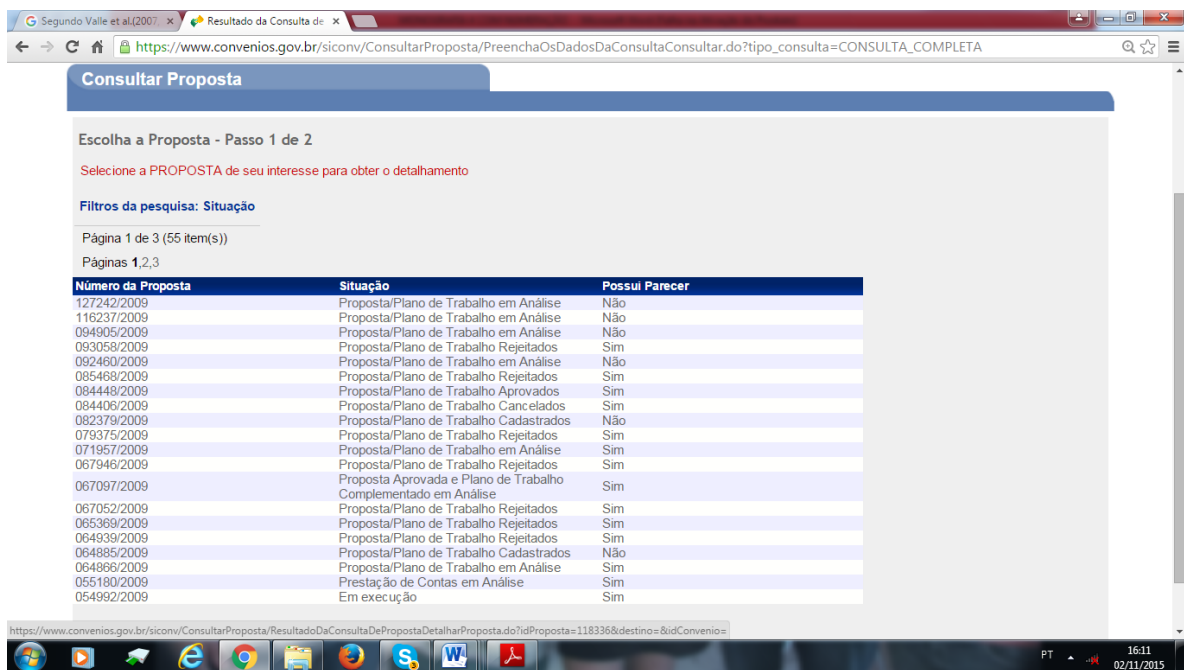 Segundo Valle et al.(2007, × Resultado da Consulta de ×
https://www.convenios.gov.br/siconv/ConsultarProposta/PreenchaOsDadosDaConsultaConsultar.do?tipo_consulta=CONSULTA_COMPLETA
Consultar Proposta
Escolha a Proposta - Passo 1 de 2
Selecione a PROPOSTA de seu interesse para obter o detalhamento
Filtros da pesquisa: Situação
Página 1 de 3 (55 item(s))
Páginas 1,2,3
Número da Proposta Situação Possui Parecer
127242/2009 Proposta/Plano de Trabalho em Análise Não
116237/2009 Proposta/Plano de Trabalho em Análise Não
094905/2009 Proposta/Plano de Trabalho em Análise Não
093058/2009 Proposta/Plano de Trabalho Rejeitados Sim
092460/2009 Proposta/Plano de Trabalho em Análise Não
085468/2009 Proposta/Plano de Trabalho Rejeitados Sim
084448/2009 Proposta/Plano de Trabalho Aprovados Sim
084406/2009 Proposta/Plano de Trabalho Cancelados Sim
082379/2009 Proposta/Plano de Trabalho Cadastrados Não
079375/2009 Proposta/Plano de Trabalho Rejeitados Sim
071957/2009 Proposta/Plano de Trabalho em Análise Sim
067946/2009 Proposta/Plano de Trabalho Rejeitados Sim
067097/2009 Proposta Aprovada e Plano de Trabalho
Complementado em Análise Sim
067052/2009 Proposta/Plano de Trabalho Rejeitados Sim
065369/2009 Proposta/Plano de Trabalho Rejeitados Sim
064939/2009 Proposta/Plano de Trabalho Rejeitados Sim
064885/2009 Proposta/Plano de Trabalho Cadastrados Não
064866/2009 Proposta/Plano de Trabalho em Análise Sim
055180/2009 Prestação de Contas em Análise Sim
054992/2009 Em execução Sim
https://www.convenios.gov.br/siconv/ConsultarProposta/ResultadoDaConsultaDePropostaDetalharProposta.do?idProposta=118336&destino=&idConvenio=
PT 16:11
02/11/2015